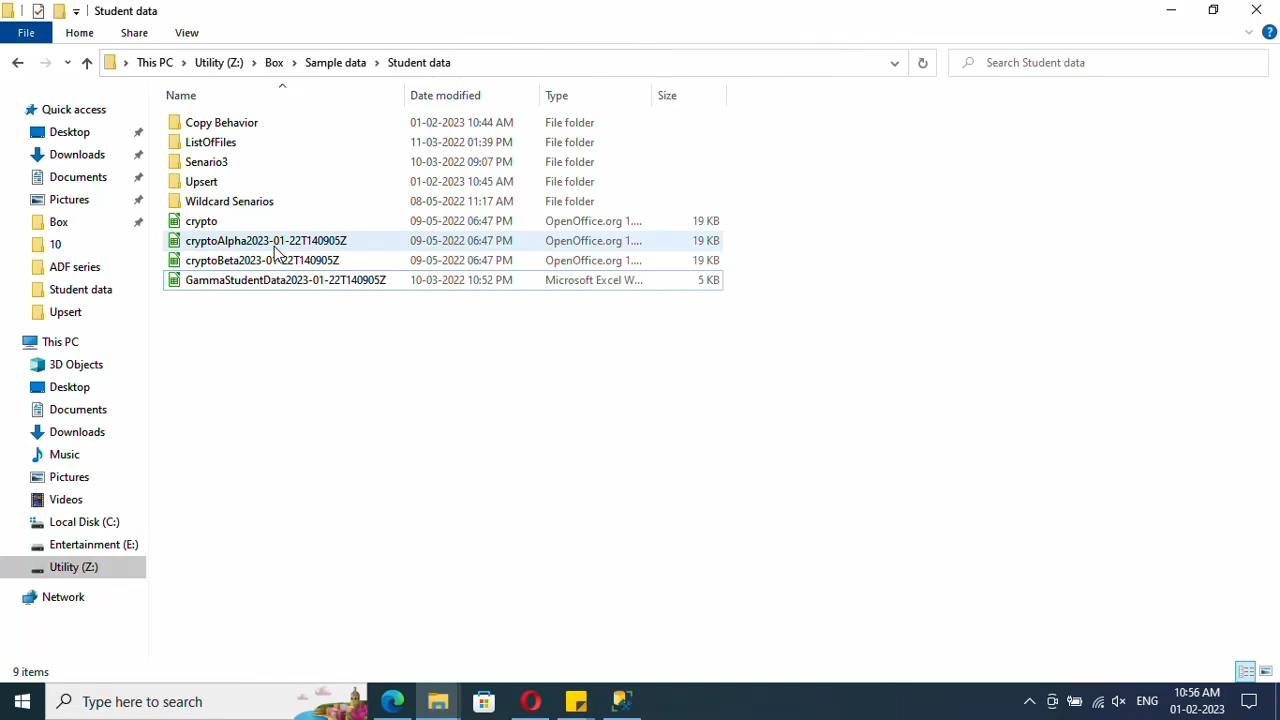 Student data
File Home Share View
This PC Utility (Z:) Box Sample data Student data
Search Student data
Name Date modified Type Size
Quick access
Desktop
Downloads
Documents
Pictures
Box
10
ADF series
Student data
Upsert
This PC
3D Objects
Desktop
Documents
Downloads
Music
Pictures
Videos
Local Disk (C:)
Entertainment (E:)
Utility (Z:)
Network
Copy Behavior 01-02-2023 10:44 AM File folder
ListOfFiles 11-03-2022 01:39 PM File folder
Senario3 10-03-2022 09:07 PM File folder
Upsert 01-02-2023 10:45 AM File folder
Wildcard Senarios 08-05-2022 11:17 AM File folder
crypto 09-05-2022 06:47 PM OpenOffice.org 1.... 19 KB
cryptoAlpha2023-01-22T140905Z 09-05-2022 06:47 PM OpenOffice.org 1.... 19 KB
cryptoBeta2023-01-22T140905Z 09-05-2022 06:47 PM OpenOffice.org 1.... 19 KB
GammaStudentData2023-01-22T140905Z 10-03-2022 10:52 PM Microsoft Excel W... 5 KB
9 items
Type here to search
ENG
10:56 AM
01-02-2023